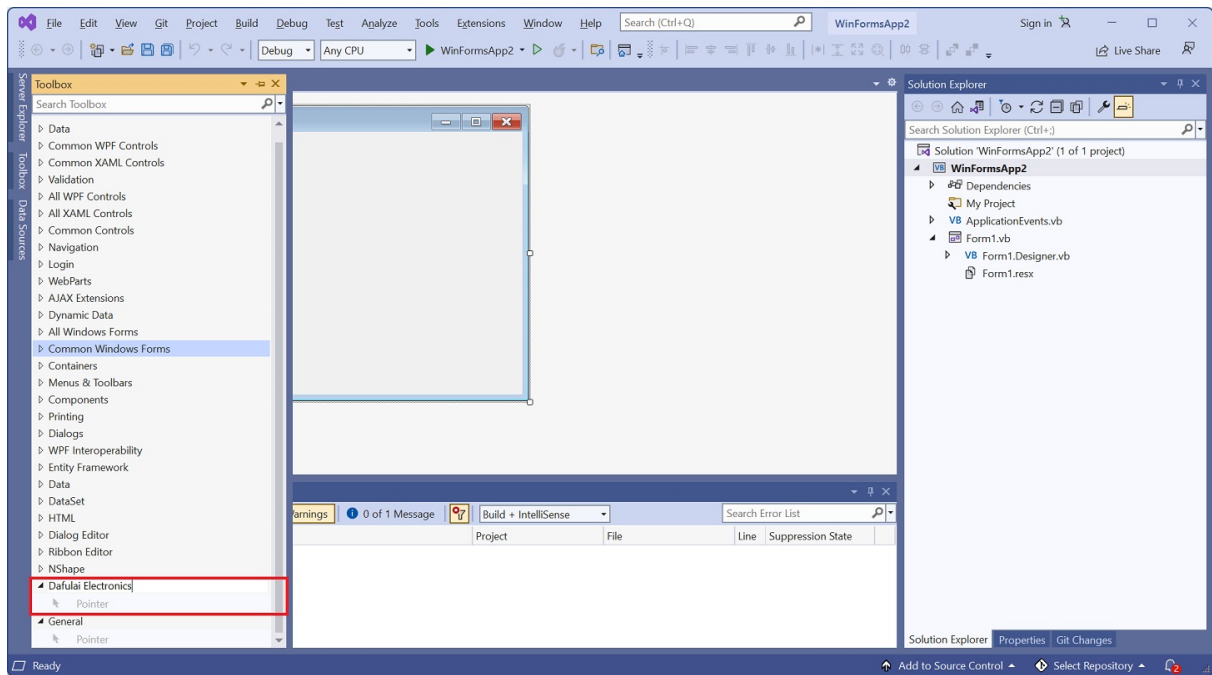 File Edit View Git Project Build Debug Test Analyze Tools Extensions Window Help Search (Ctrl+Q) WinFormsApp2 Sign in
Debug Any CPU WinFormsApp2 Live Share
Server Explorer
Toolbox
Data Sources
Toolbox
Search Toolbox
Data
Common WPF Controls
Common XAML Controls
Validation
All WPF Controls
All XAML Controls
Common Controls
Navigation
Login
WebParts
AJAX Extensions
Dynamic Data
All Windows Forms
Common Windows Forms
Containers
Menus & Toolbars
Components
Printing
Dialogs
WPF Interoperability
Entity Framework
Data
DataSet
HTML
Dialog Editor
Ribbon Editor
NShape
Dafulai Electronics
Pointer
General
Pointer
0 of 1 Message Build + IntelliSense Search Error List
Project File Line Suppression State
Solution Explorer
Search Solution Explorer (Ctrl+;)
Solution 'WinFormsApp2' (1 of 1 project)
VB WinFormsApp2
Dependencies
My Project
VB ApplicationEvents.vb
Form1.vb
VB Form1.Designer.vb
Form1.resx
Solution Explorer Properties Git Changes
Ready Add to Source Control Select Repository 2